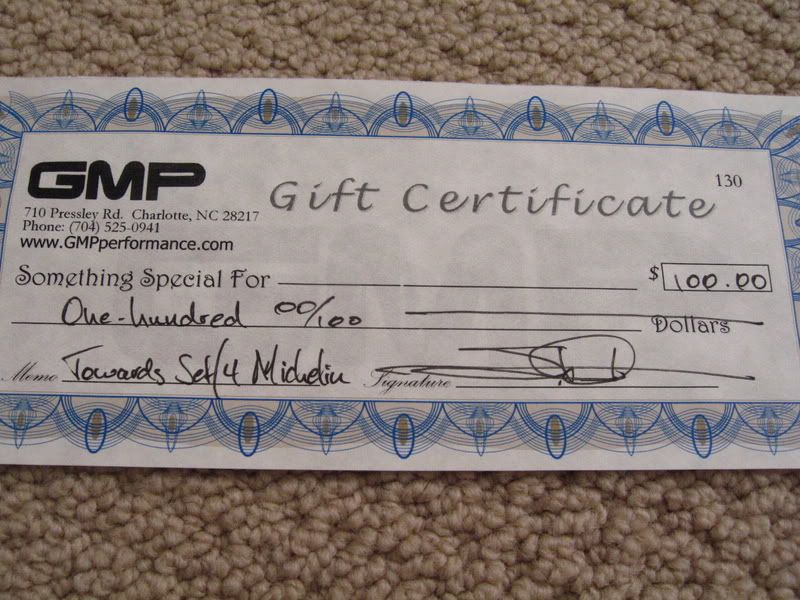 GMP
Gift Certificate
130
710 Pressley Rd. Charlotte, NC 28217
Phone: (704) 525-0941
www.GMPperformance.com
Something Special For $ 100.00
One-hundred 00/100 Dollars
Memo Towards Set/4 Michelin Signature